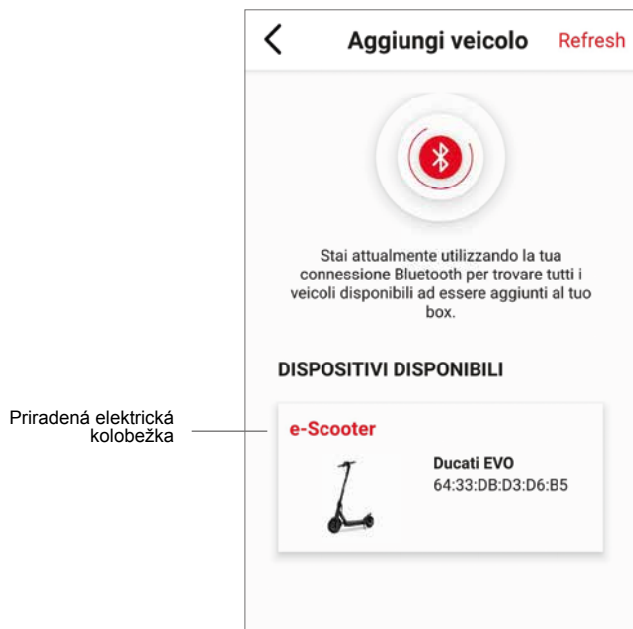 Aggiungi veicolo Refresh
Stai attualmente utilizzando la tua
connessione Bluetooth per trovare tutti i
veicoli disponibili ad essere aggiunti al tuo
box.
DISPOSITIVI DISPONIBILI
Priradená elektrická
kolobežka
e-Scooter
Ducati EVO
64:33:DB:D3:D6:B5